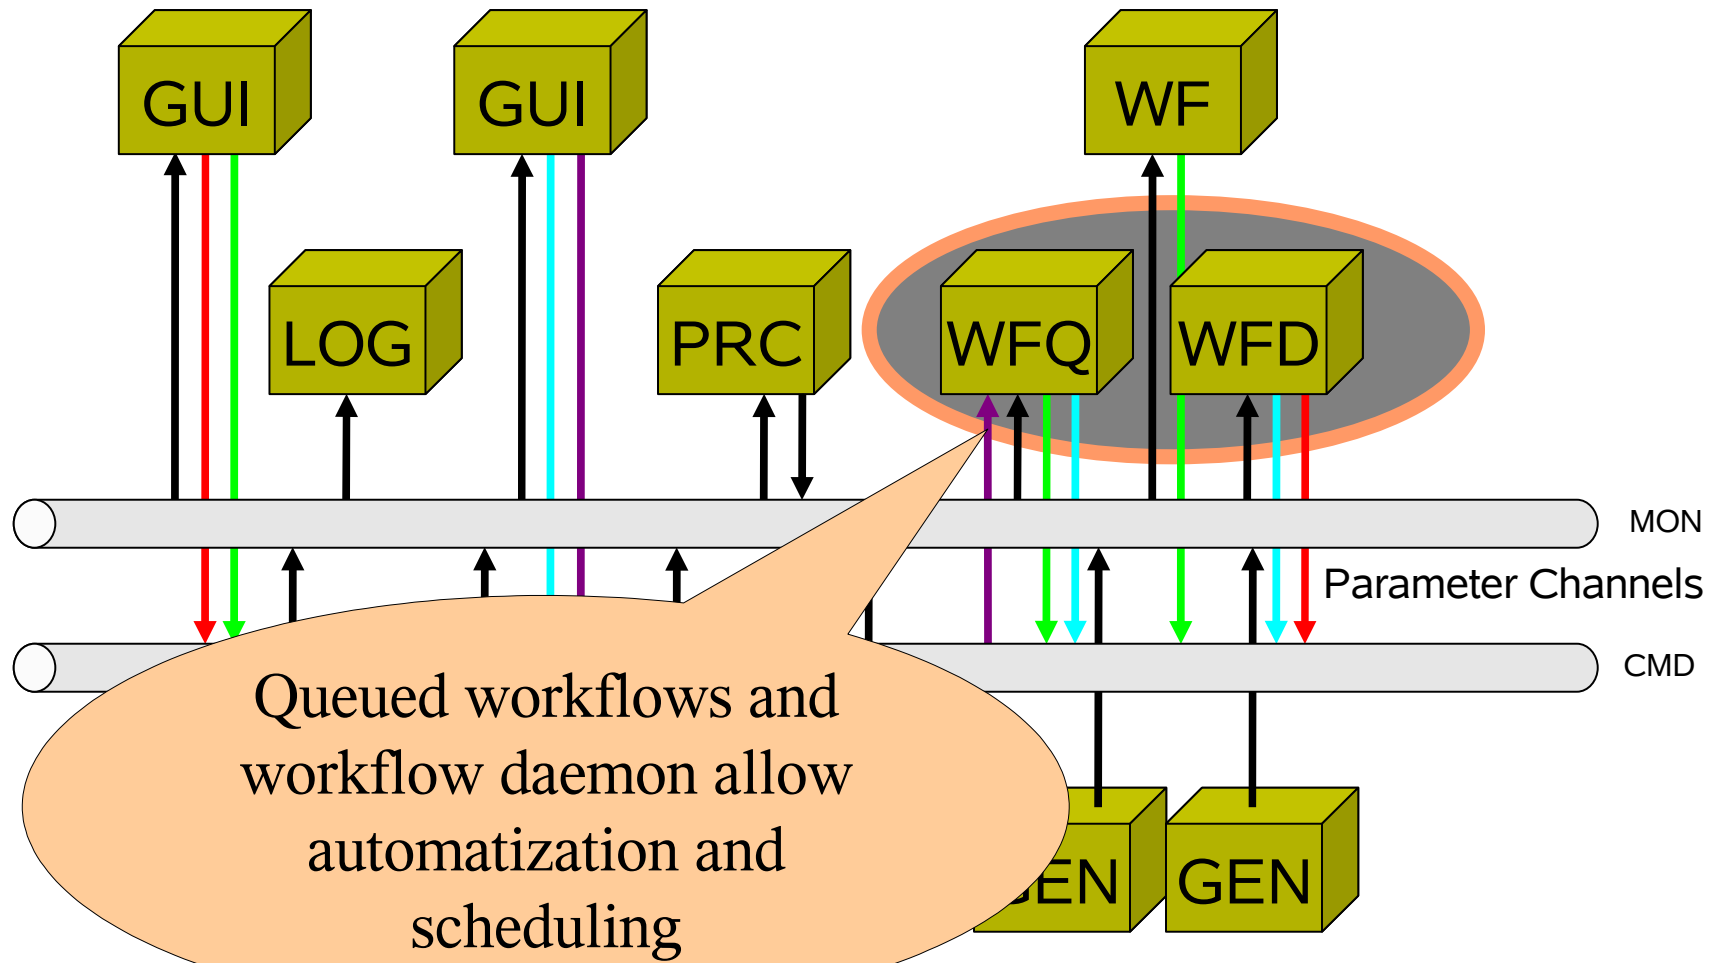 GUI
GUI
WF
LOG
PRC
WFQ
WFD
MON
Parameter Channels
CMD
Queued workflows and
workflow daemon allow
automatization and
scheduling
GEN